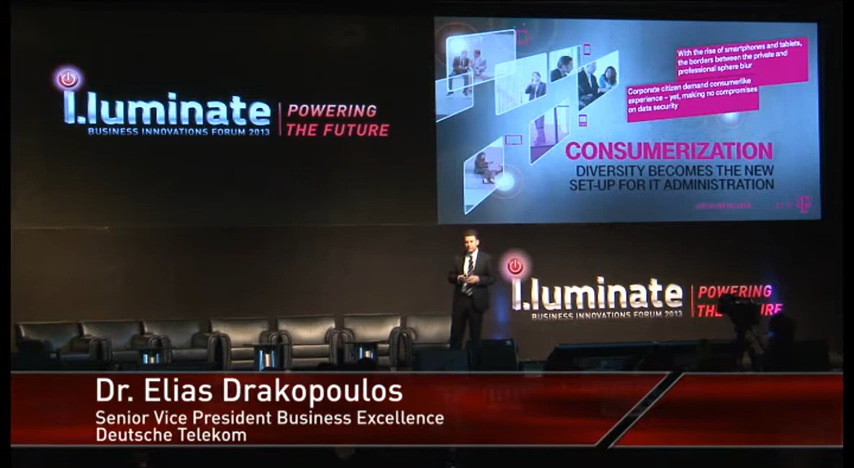 i.luminate
BUSINESS INNOVATIONS FORUM 2013
POWERING
THE FUTURE
With the rise of smartphones and tablets,
the borders between the private and
professional sphere blur
Corporate citizen demand consumerlike
experience – yet, making no compromises
on data security
CONSUMERIZATION
DIVERSITY BECOMES THE NEW
SET-UP FOR IT ADMINISTRATION
i.luminate
BUSINESS INNOVATIONS FORUM 2013
POWERING
THE FUTURE
Dr. Elias Drakopoulos
Senior Vice President Business Excellence
Deutsche Telekom